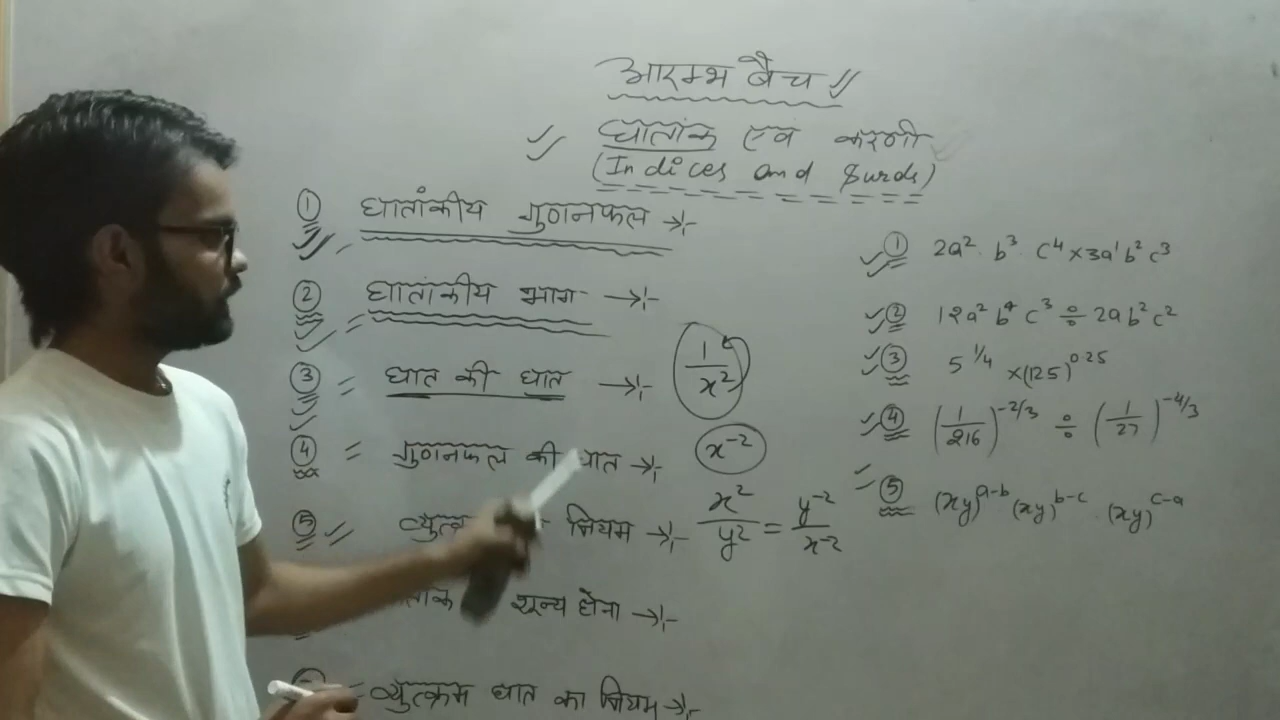 आरम्भ बैच //
घातांक एवं करणी
(Indices and Surds)
① घातांकीय गुणनफल →
② घातांकीय भाग →
③ = घात की घात →
1/x²
④ = गुणनफल की घात →
x⁻²
⑤ नियम →
x²/y² = y⁻²/x⁻²
शून्य होना →
= व्युत्क्रम घात का नियम →
① 2a² · b³ · c⁴ × 3a¹ b² c³
② 12a² b⁴ c³ ÷ 2ab² c²
③ 5^1/4 × (125)^0.25
④ (1/216)^-2/3 ÷ (1/27)^-4/3
⑤ (xy)^a-b (xy)^b-c · (xy)^c-a